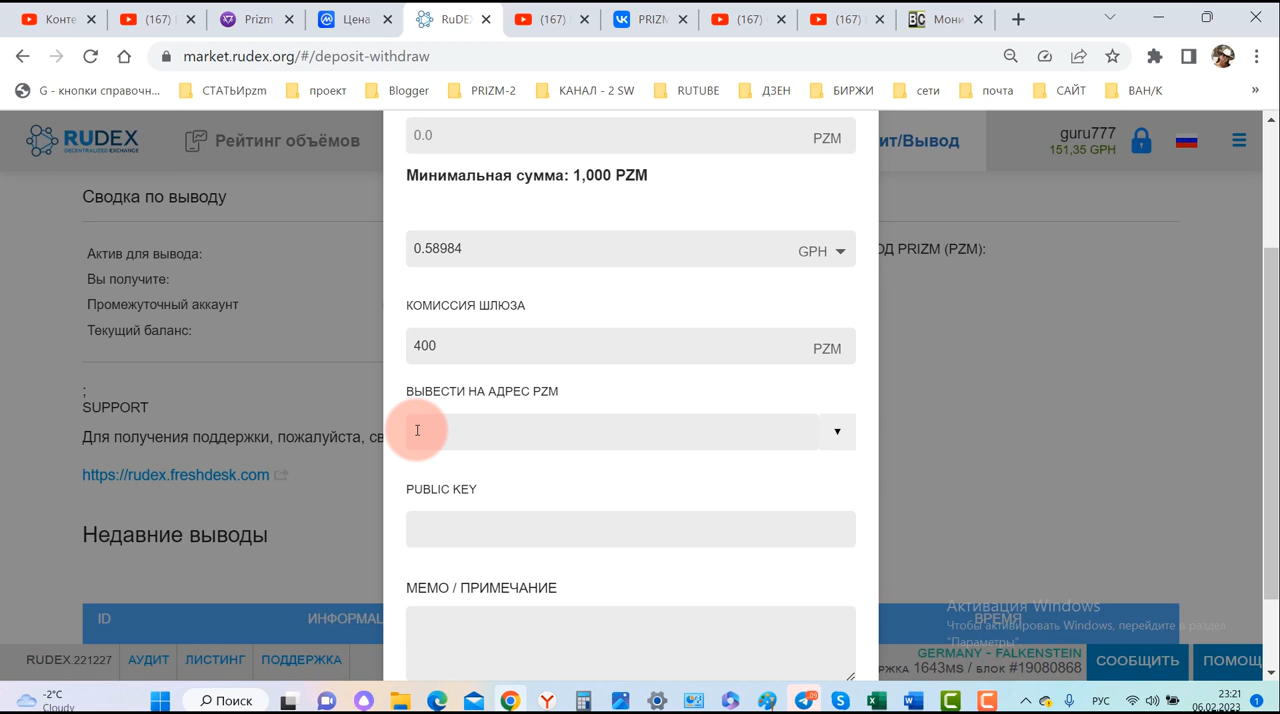 Конте
(167)
Prizm
Цена
RuDEX
(167)
PRIZM
(167)
(167)
Мони
market.rudex.org/#/deposit-withdraw
G - кнопки справочн...
СТАТЬИpzm
проект
Blogger
PRIZM-2
КАНАЛ - 2 SW
RUTUBE
ДЗЕН
БИРЖИ
сети
почта
САЙТ
ВАН/К
»
RUDEX
DECENTRALIZED EXCHANGE
Рейтинг объёмов
ит/Вывод
guru777
151,35 GPH
0.0
PZM
Минимальная сумма: 1,000 PZM
Сводка по выводу
0.58984
GPH
ОД PRIZM (PZM):
Актив для вывода:
Вы получите:
Промежуточный аккаунт
Текущий баланс:
КОМИССИЯ ШЛЮЗА
400
PZM
ВЫВЕСТИ НА АДРЕС PZM
;
SUPPORT
Для получения поддержки, пожалуйста, св
https://rudex.freshdesk.com
PUBLIC KEY
Недавние выводы
МЕМО / ПРИМЕЧАНИЕ
ID
ИНФОРМАЦ
ВРЕМЯ
Активация Windows
Чтобы активировать Windows, перейдите в раздел
"Параметры".
RUDEX.221227
АУДИТ
ЛИСТИНГ
ПОДДЕРЖКА
GERMANY - FALKENSTEIN
РЖКА 1643MS / БЛОК #19080868
СООБЩИТЬ
ПОМОЩ
-2°C
Cloudy
Поиск
РУС
23:21
06.02.2023